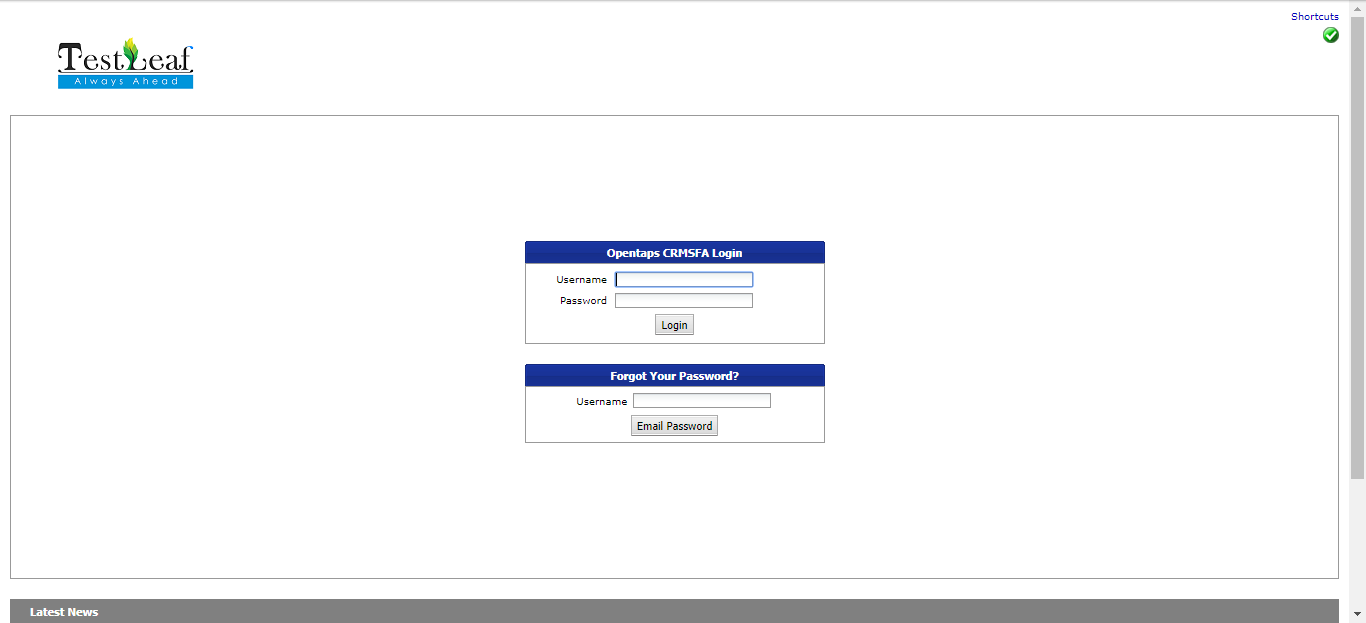 Shortcuts
TestLeaf
Always Ahead
Opentaps CRMSFA Login
Username
Password
Login
Forgot Your Password?
Username
Email Password
Latest News